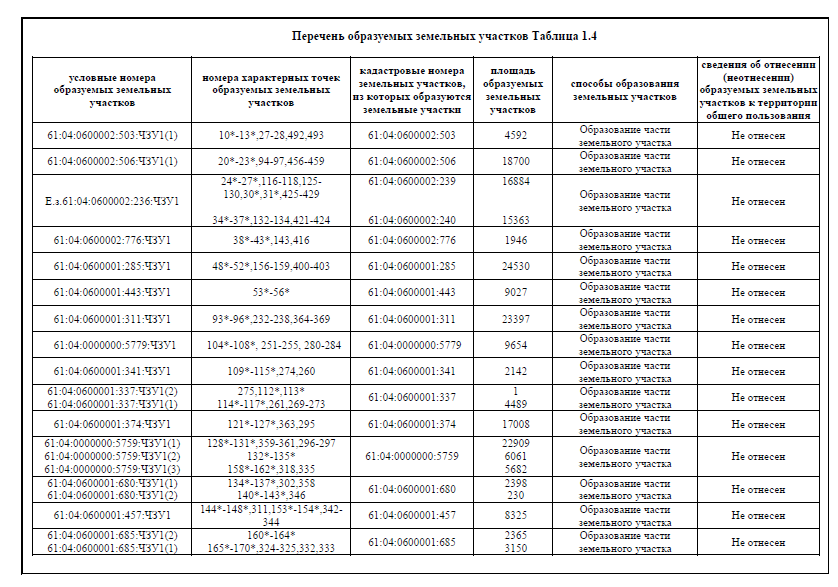 Перечень образуемых земельных участков Таблица 1.4
условные номера образуемых земельных участков
номера характерных точек образуемых земельных участков
кадастровые номера земельных участков, из которых образуются земельные участки
площадь образуемых земельных участков
способы образования земельных участков
сведения об отнесении (неотнесении) образуемых земельных участков к территории общего пользования
61:04:0600002:503:ЧЗУ1(1) 10*-13*,27-28,492,493 61:04:0600002:503 4592 Образование части земельного участка Не отнесен
61:04:0600002:506:ЧЗУ1(1) 20*-23*,94-97,456-459 61:04:0600002:506 18700 Образование части земельного участка Не отнесен
Е.з.61:04:0600002:236:ЧЗУ1 24*-27*,116-118,125-130,30*,31*,425-429 61:04:0600002:239 16884 Образование части земельного участка Не отнесен
34*-37*,132-134,421-424 61:04:0600002:240 15363
61:04:0600002:776:ЧЗУ1 38*-43*,143,416 61:04:0600002:776 1946 Образование части земельного участка Не отнесен
61:04:0600001:285:ЧЗУ1 48*-52*,156-159,400-403 61:04:0600001:285 24530 Образование части земельного участка Не отнесен
61:04:0600001:443:ЧЗУ1 53*-56* 61:04:0600001:443 9027 Образование части земельного участка Не отнесен
61:04:0600001:311:ЧЗУ1 93*-96*,232-238,364-369 61:04:0600001:311 23397 Образование части земельного участка Не отнесен
61:04:0000000:5779:ЧЗУ1 104*-108*, 251-255, 280-284 61:04:0000000:5779 9654 Образование части земельного участка Не отнесен
61:04:0600001:341:ЧЗУ1 109*-115*,274,260 61:04:0600001:341 2142 Образование части земельного участка Не отнесен
61:04:0600001:337:ЧЗУ1(2) 275,112*,113* 61:04:0600001:337 1 Образование части земельного участка Не отнесен
61:04:0600001:337:ЧЗУ1(1) 114*-117*,261,269-273 4489
61:04:0600001:374:ЧЗУ1 121*-127*,363,295 61:04:0600001:374 17008 Образование части земельного участка Не отнесен
61:04:0000000:5759:ЧЗУ1(1) 128*-131*,359-361,296-297 22909
61:04:0000000:5759:ЧЗУ1(2) 132*-135* 61:04:0000000:5759 6061 Образование части земельного участка Не отнесен
61:04:0000000:5759:ЧЗУ1(3) 158*-162*,318,335 5682
61:04:0600001:680:ЧЗУ1(1) 134*-137*,302,358 61:04:0600001:680 2398 Образование части земельного участка Не отнесен
61:04:0600001:680:ЧЗУ1(2) 140*-143*,346 230
61:04:0600001:457:ЧЗУ1 144*-148*,311,153*-154*,342-344 61:04:0600001:457 8325 Образование части земельного участка Не отнесен
61:04:0600001:685:ЧЗУ1(2) 160*-164* 61:04:0600001:685 2365 Образование части земельного участка Не отнесен
61:04:0600001:685:ЧЗУ1(1) 165*-170*,324-325,332,333 3150